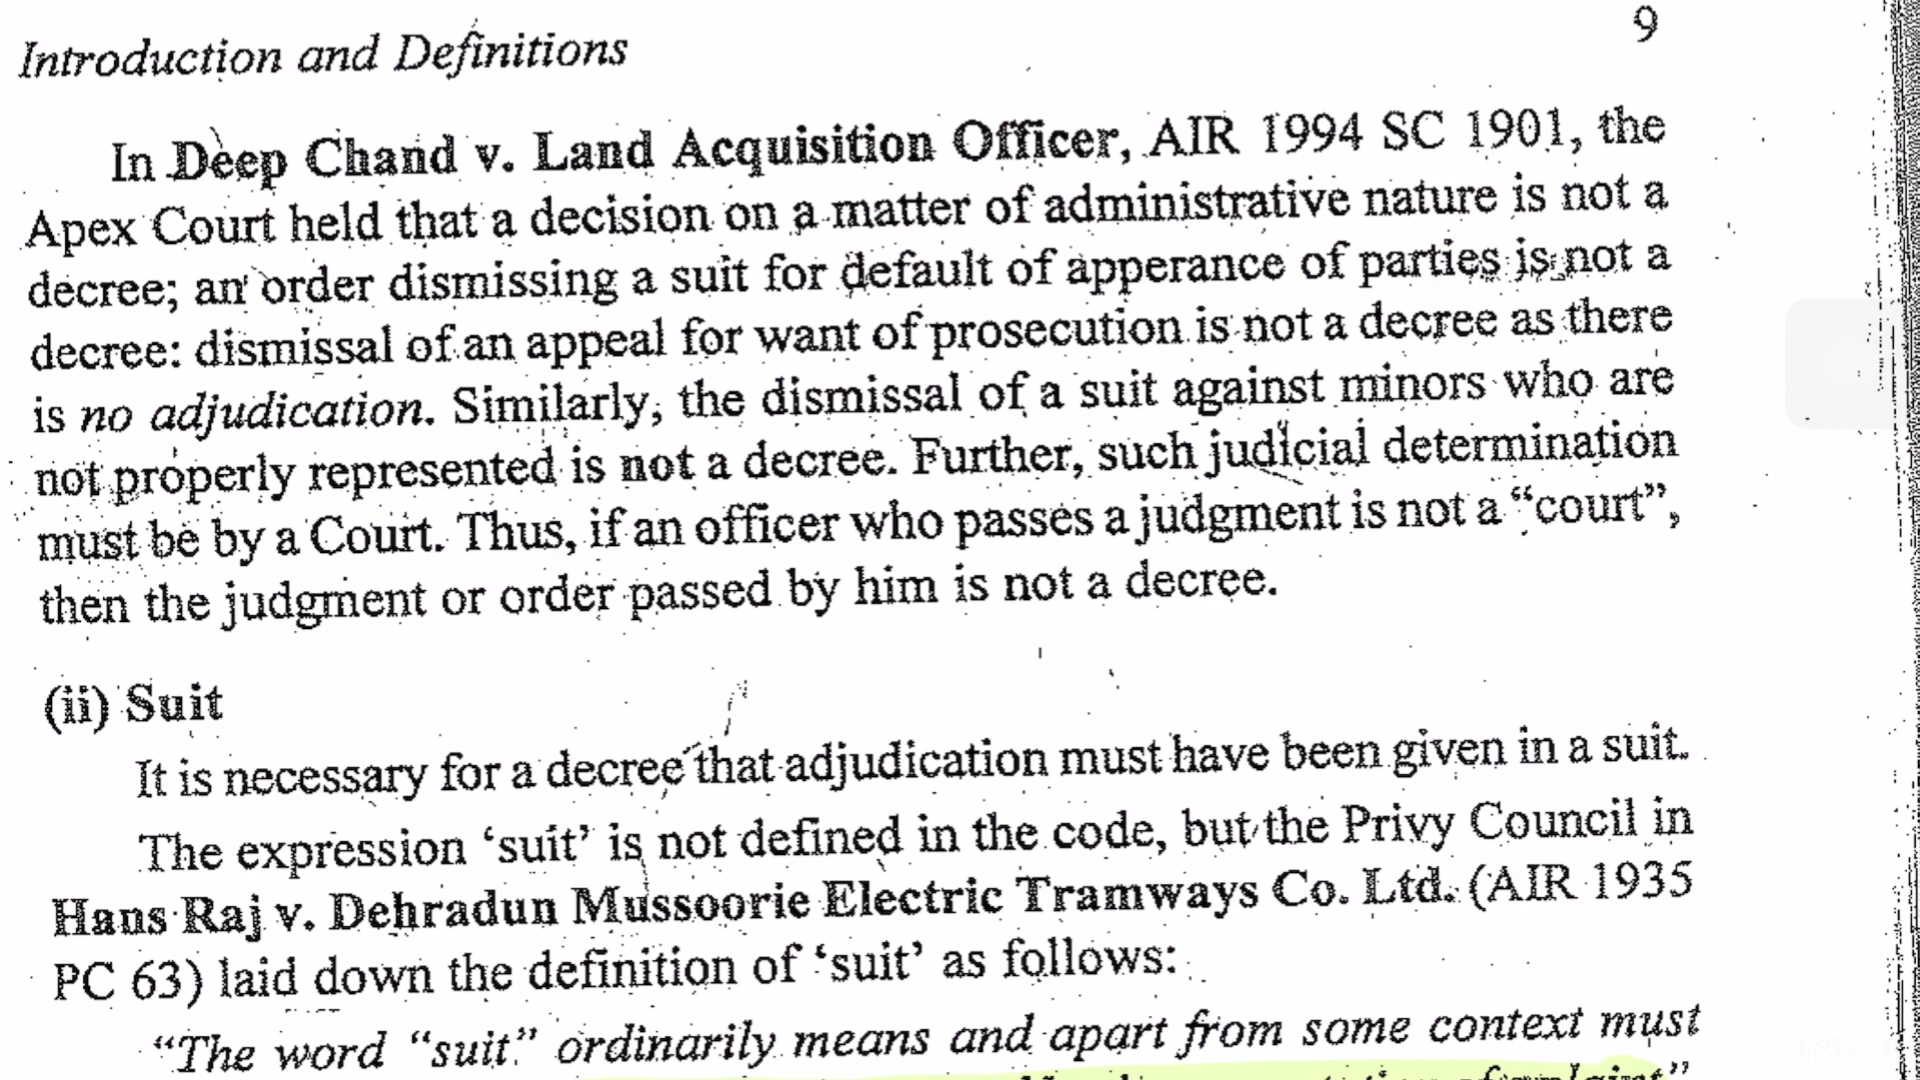 Introduction and Definitions
9
In Deep Chand v. Land Acquisition Officer, AIR 1994 SC 1901, the
Apex Court held that a decision on a matter of administrative nature is not a
decree; an order dismissing a suit for default of apperance of parties is not a
decree: dismissal of an appeal for want of prosecution is not a decree as there
is no adjudication. Similarly, the dismissal of a suit against minors who are
not properly represented is not a decree. Further, such judicial determination
must be by a Court. Thus, if an officer who passes a judgment is not a “court”,
then the judgment or order passed by him is not a decree.
(ii) Suit
It is necessary for a decree that adjudication must have been given in a suit.
The expression ‘suit’ is not defined in the code, but the Privy Council in
Hans Raj v. Dehradun Mussoorie Electric Tramways Co. Ltd. (AIR 1935
PC 63) laid down the definition of ‘suit’ as follows:
“The word “suit” ordinarily means and apart from some context must